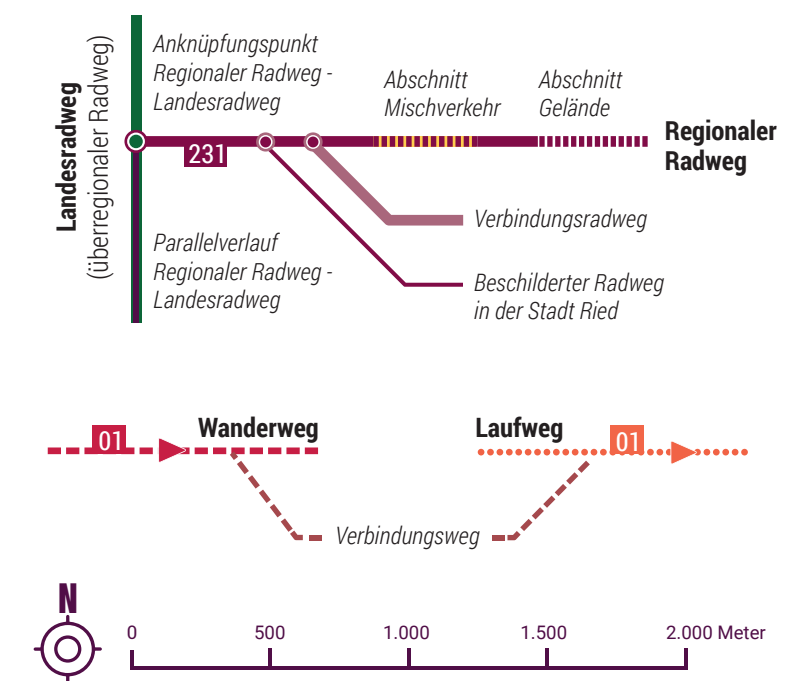 Landesradweg
(überregionaler Radweg)
Anknüpfungspunkt
Regionaler Radweg -
Landesradweg
Abschnitt
Mischverkehr
Abschnitt
Gelände
Regionaler
Radweg
231
Verbindungsradweg
Parallelverlauf
Regionaler Radweg -
Landesradweg
Beschilderter Radweg
in der Stadt Ried
01
Wanderweg
Laufweg
01
Verbindungsweg
N
0 500 1.000 1.500 2.000 Meter